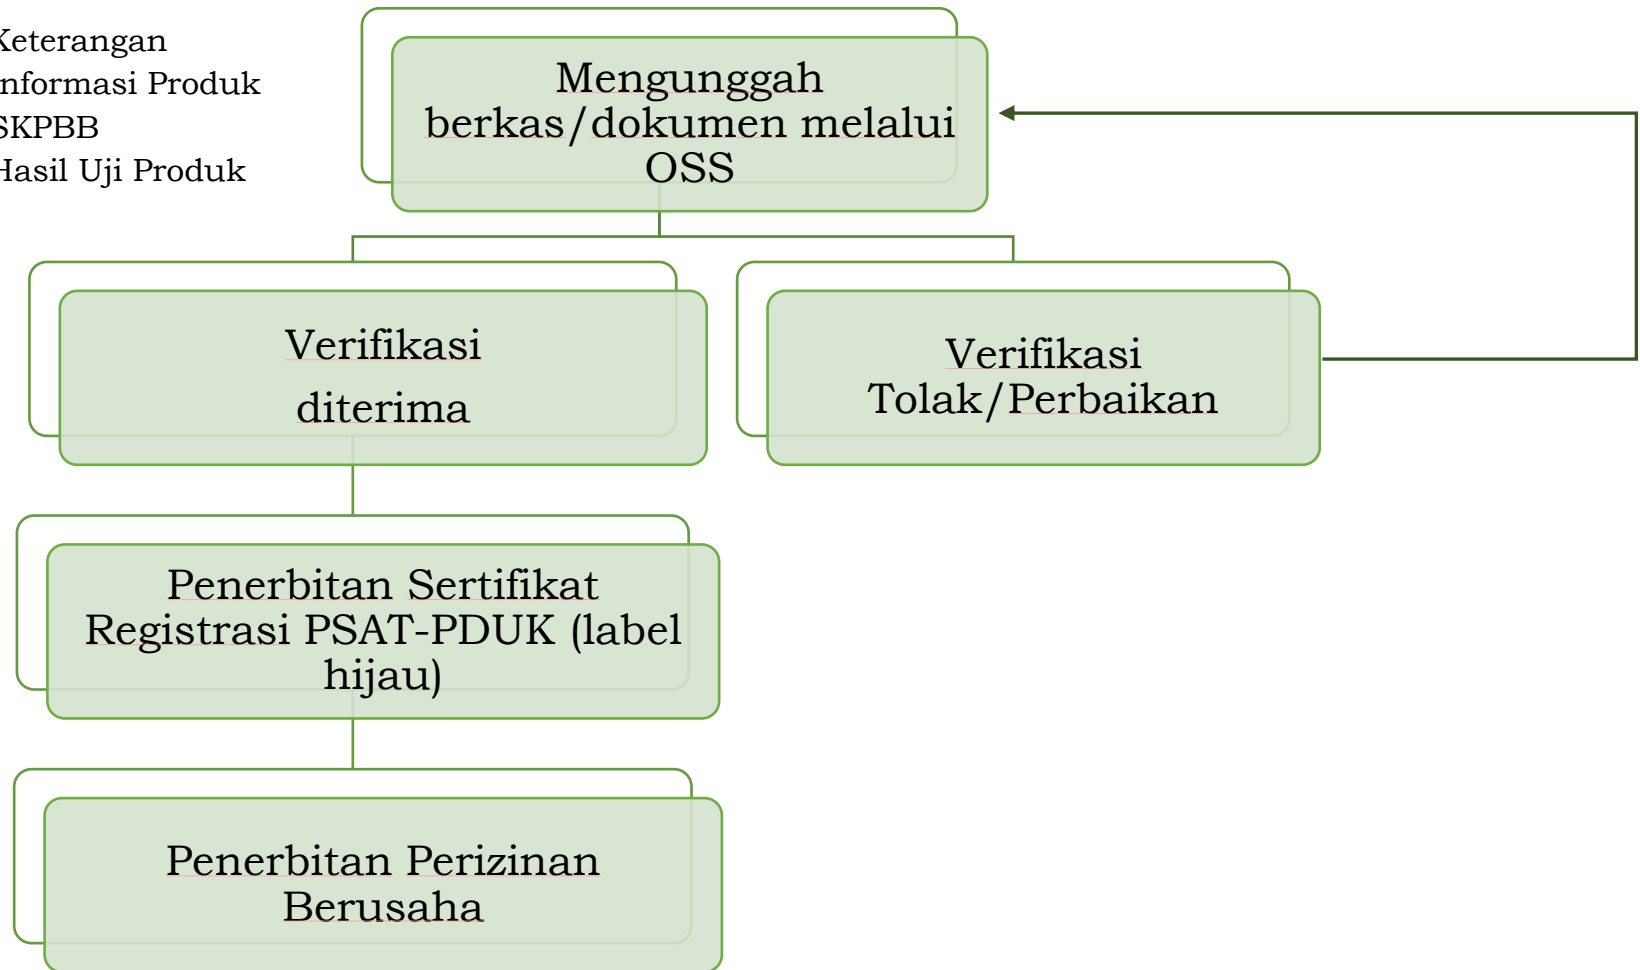 Keterangan
Informasi Produk
SKPBB
Hasil Uji Produk
Mengunggah
berkas/dokumen melalui
OSS
Verifikasi
diterima
Verifikasi
Tolak/Perbaikan
Penerbitan Sertifikat
Registrasi PSAT-PDUK (label
hijau)
Penerbitan Perizinan
Berusaha